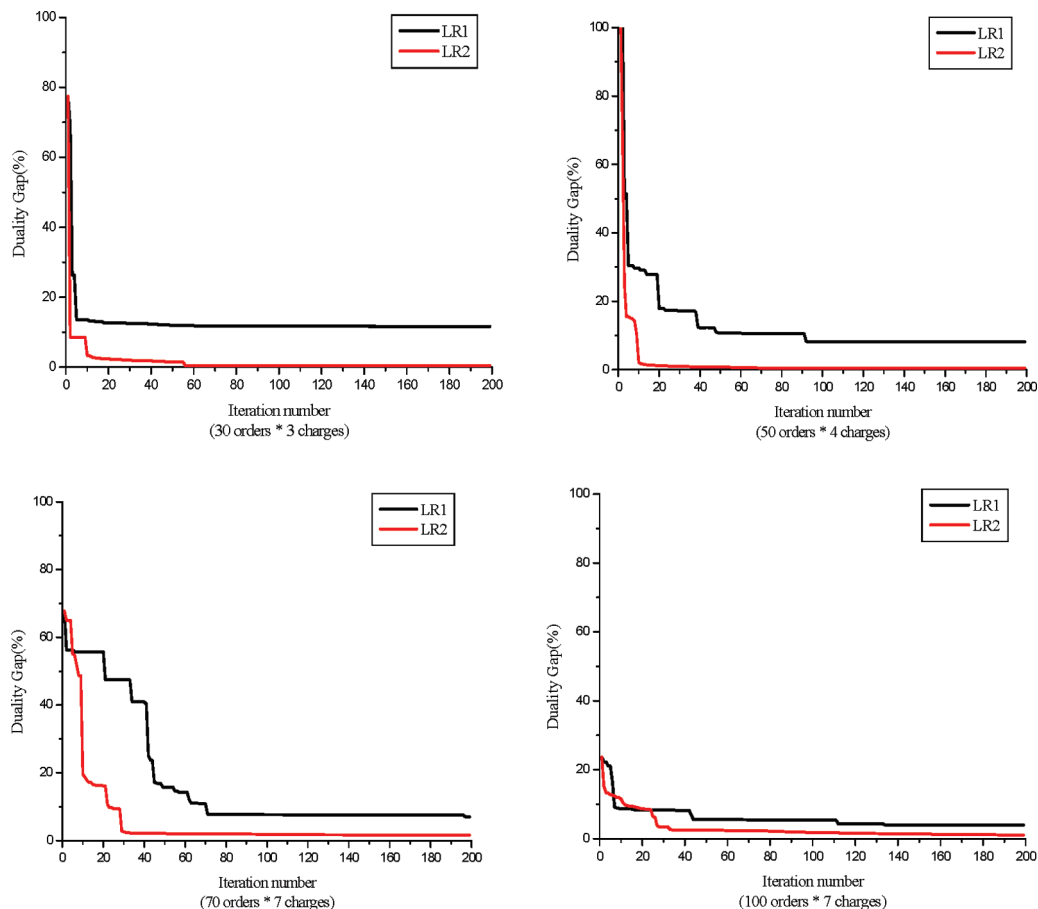 100
80
60
40
20
0
Duality Gap(%)
LR1
LR2
0 20 40 60 80 100 120 140 160 180 200
Iteration number
(30 orders * 3 charges)
100
80
60
40
20
0
Duality Gap(%)
LR1
LR2
0 20 40 60 80 100 120 140 160 180 200
Iteration number
(50 orders * 4 charges)
100
80
60
40
20
0
Duality Gap(%)
LR1
LR2
0 20 40 60 80 100 120 140 160 180 200
Iteration number
(70 orders * 7 charges)
100
80
60
40
20
0
Duality Gap(%)
LR1
LR2
0 20 40 60 80 100 120 140 160 180 200
Iteration number
(100 orders * 7 charges)